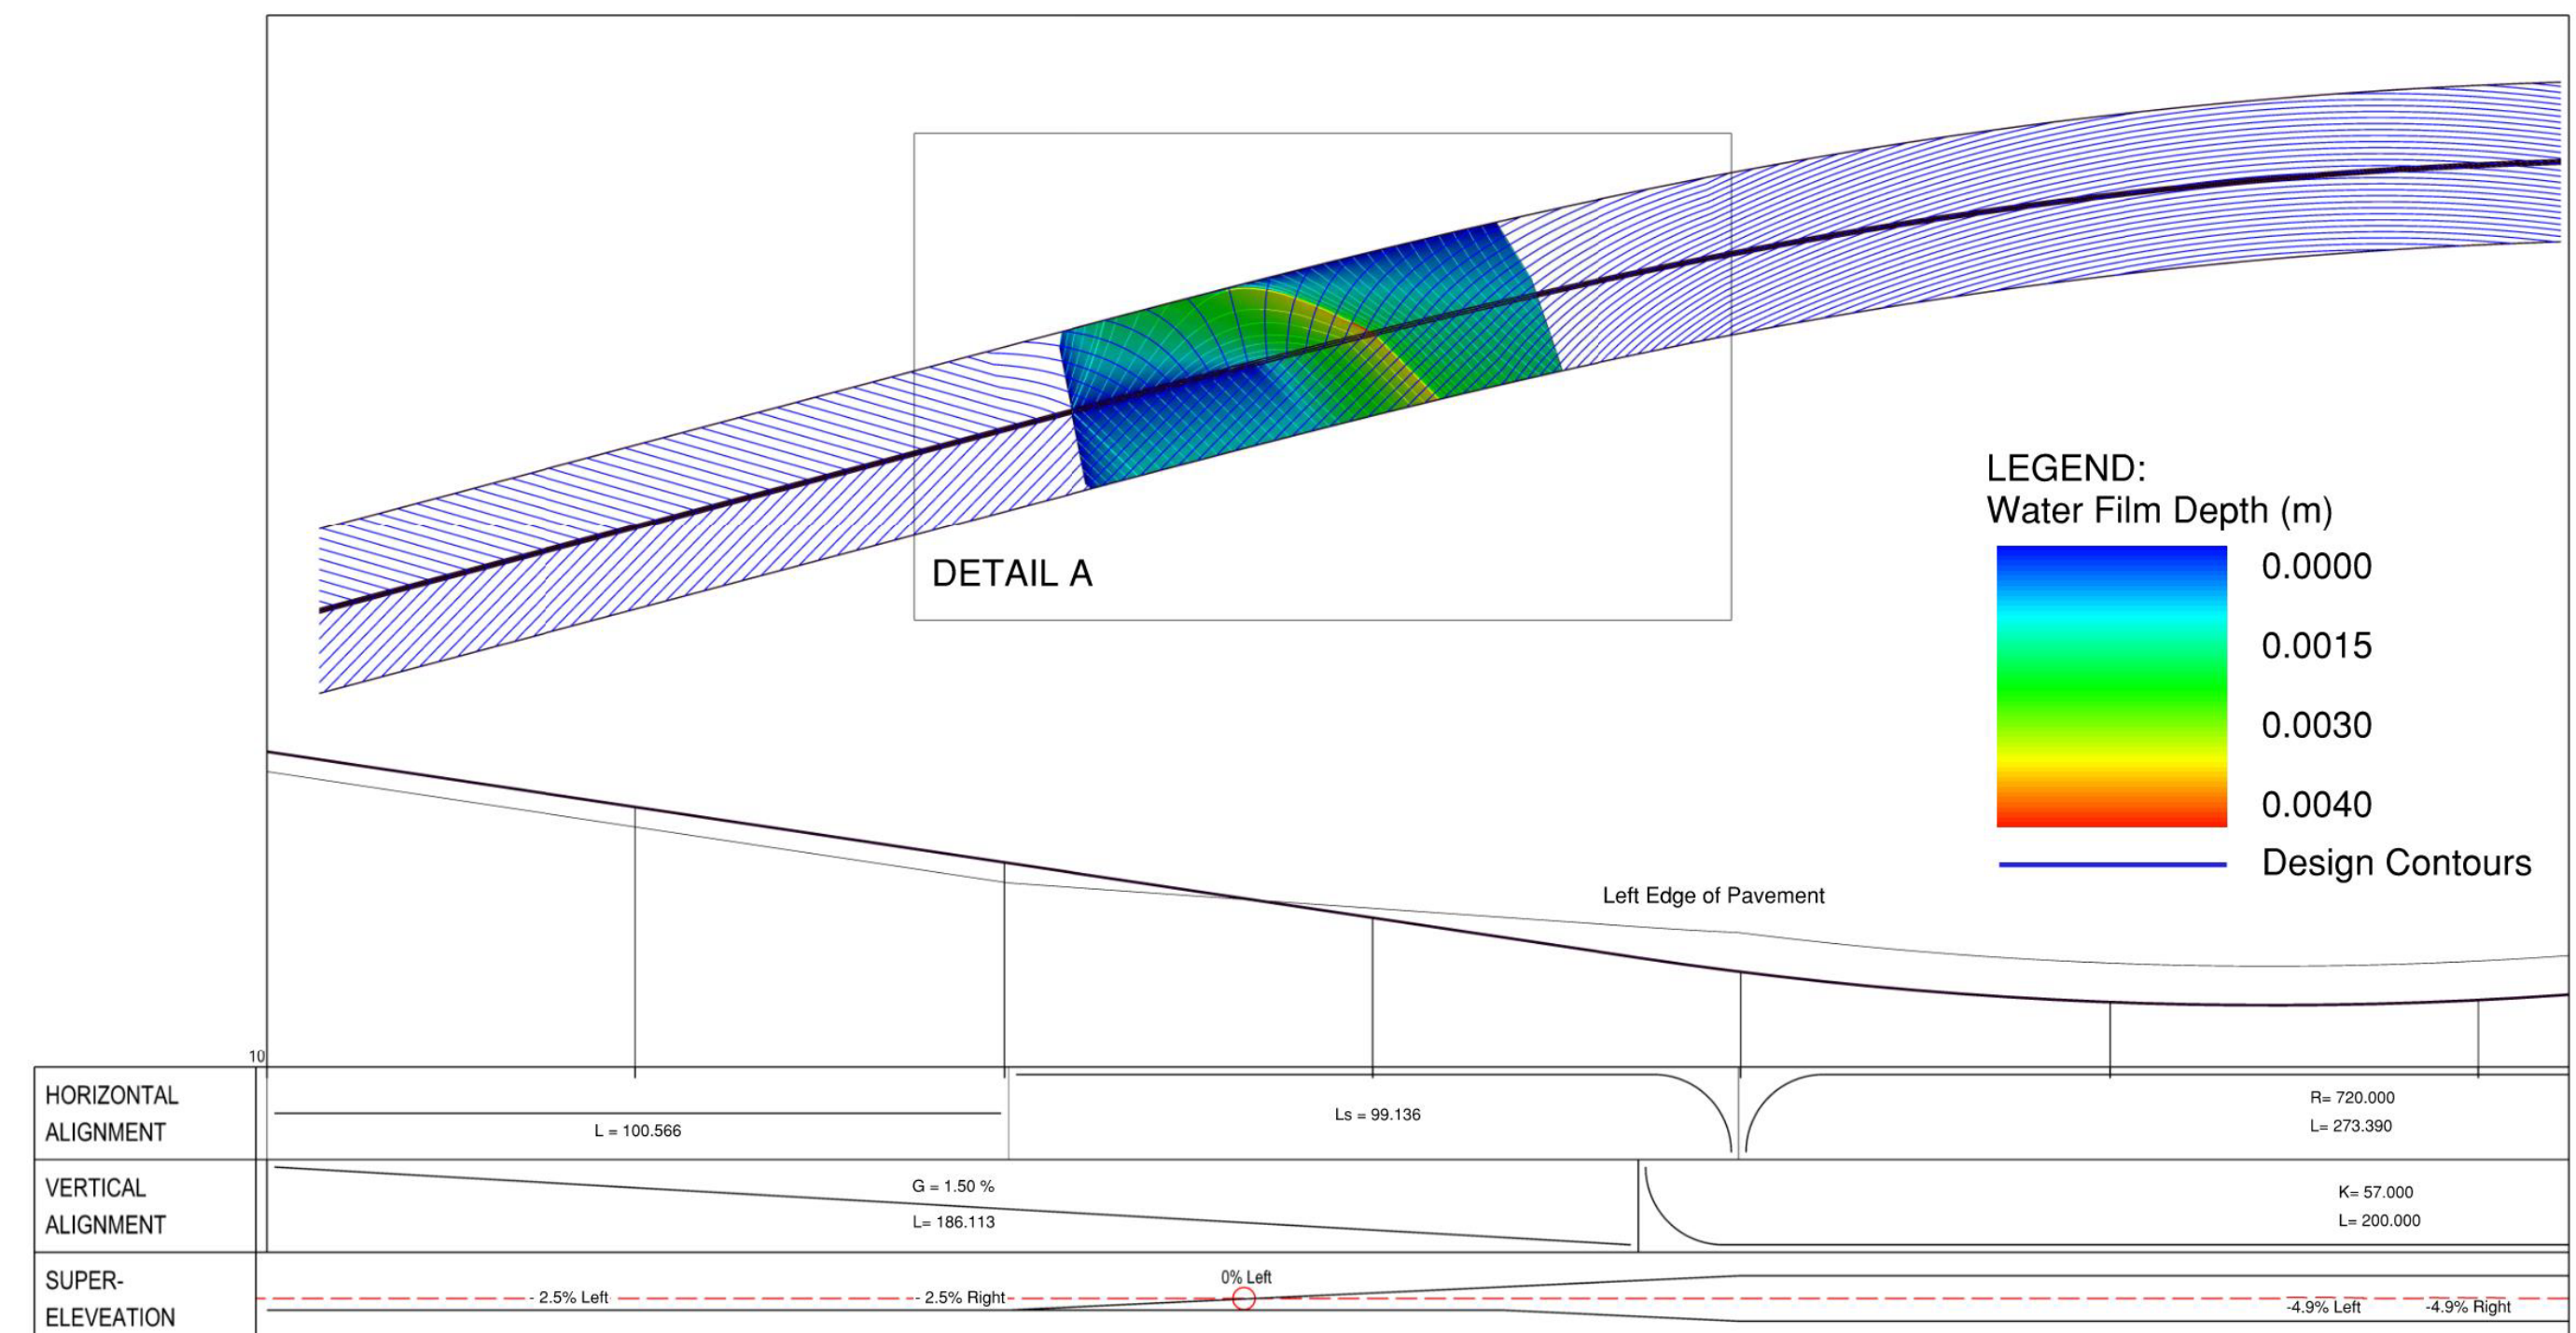 DETAIL A
LEGEND:
Water Film Depth (m)
0.0000
0.0015
0.0030
0.0040
Design Contours
Left Edge of Pavement
10
HORIZONTAL
ALIGNMENT
L = 100.566
Ls = 99.136
R= 720.000
L= 273.390
VERTICAL
ALIGNMENT
G = 1.50 %
L= 186.113
K= 57.000
L= 200.000
SUPER-
ELEVEATION
- 2.5% Left
- 2.5% Right
0% Left
-4.9% Left
-4.9% Right